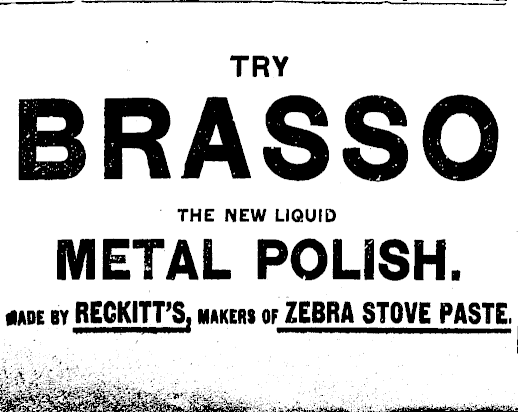 TRY
BRASSO
THE NEW LIQUID
METAL POLISH.
MADE BY RECKITT'S, MAKERS OF ZEBRA STOVE PASTE.